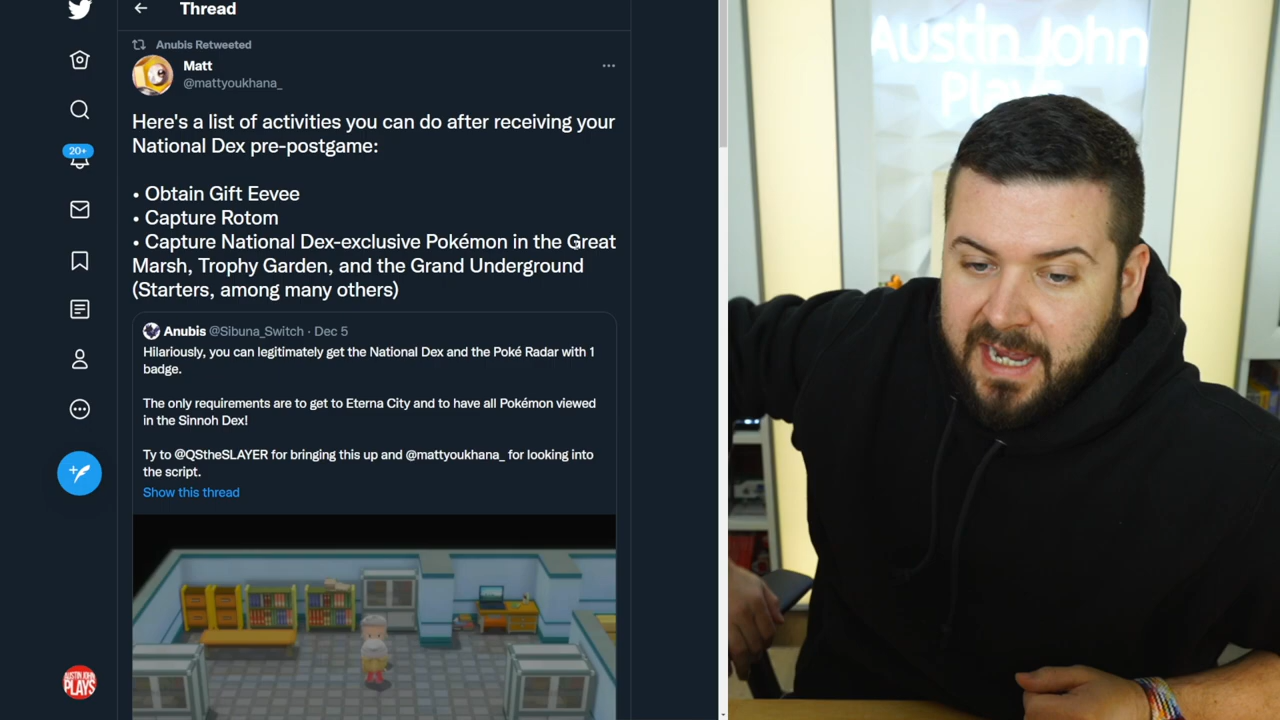 Thread
Anubis Retweeted
Matt
@mattyoukhana_
Here's a list of activities you can do after receiving your
National Dex pre-postgame:
• Obtain Gift Eevee
• Capture Rotom
• Capture National Dex-exclusive Pokémon in the Great
Marsh, Trophy Garden, and the Grand Underground
(Starters, among many others)
Anubis @Sibuna_Switch · Dec 5
Hilariously, you can legitimately get the National Dex and the Poké Radar with 1
badge.
The only requirements are to get to Eterna City and to have all Pokémon viewed
in the Sinnoh Dex!
Ty to @QStheSLAYER for bringing this up and @mattyoukhana_ for looking into
the script.
Show this thread
20+
AUSTIN JOHN
PLAYS
Austin John
Plays